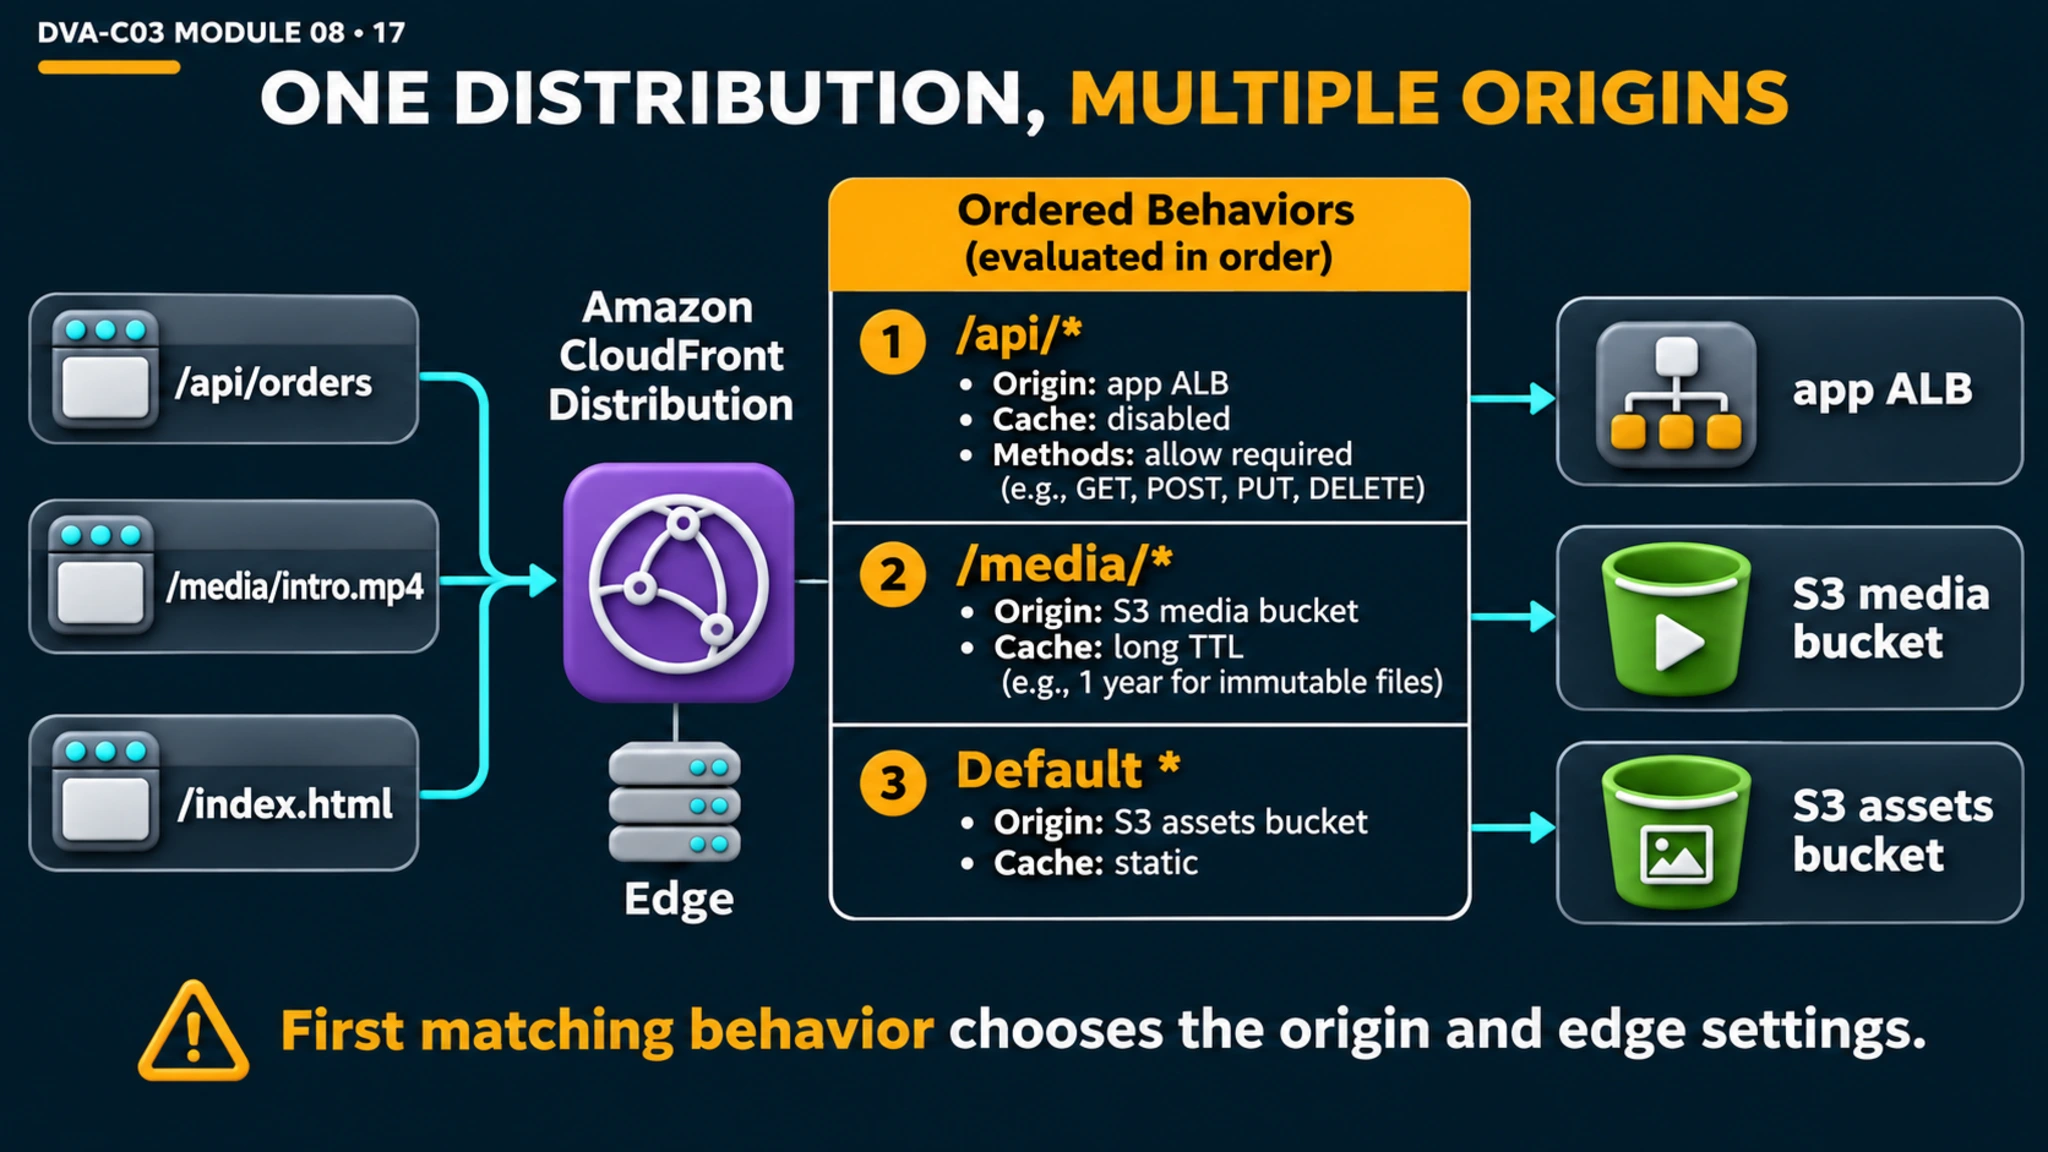 DVA-C03 MODULE 08 • 17
ONE DISTRIBUTION, MULTIPLE ORIGINS
/api/orders
/media/intro.mp4
/index.html
Amazon
CloudFront
Distribution
Edge
Ordered Behaviors
(evaluated in order)
1 /api/*
• Origin: app ALB
• Cache: disabled
• Methods: allow required
(e.g., GET, POST, PUT, DELETE)
2 /media/*
• Origin: S3 media bucket
• Cache: long TTL
(e.g., 1 year for immutable files)
3 Default *
• Origin: S3 assets bucket
• Cache: static
app ALB
S3 media
bucket
S3 assets
bucket
First matching behavior chooses the origin and edge settings.